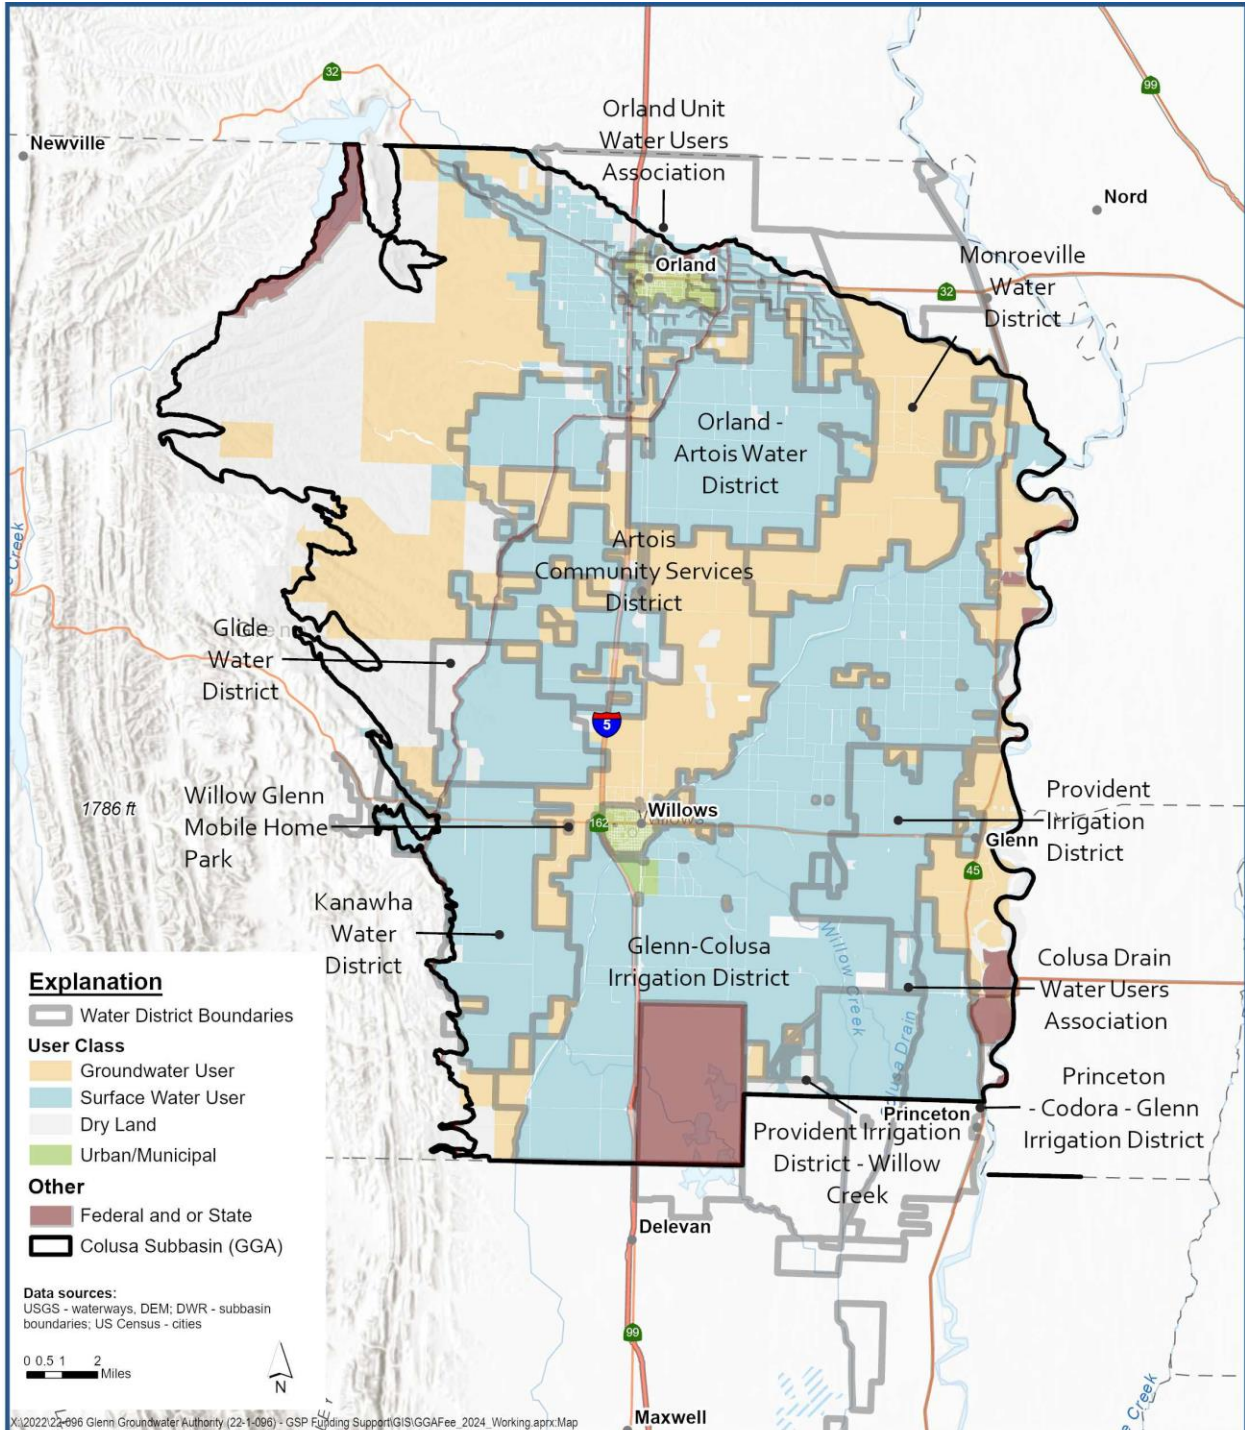 32
99
Newville
Orland Unit
Water Users
Association
Nord
Orland
Monroeville
Water
District
32
Orland -
Artois Water
District
Creek
Artois
Community Services
District
Glide
Water
District
5
1786 ft
Willow Glenn
Mobile Home
Park
162
Willows
Provident
Irrigation
District
Glenn
45
Kanawha
Water
District
Glenn-Colusa
Irrigation District
Willow Creek
Colusa Drain
Colusa Drain
Water Users
Association
Princeton
Princeton
- Codora - Glenn
Irrigation District
Provident Irrigation
District - Willow
Creek
Delevan
99
Maxwell
Creek
Explanation
Water District Boundaries
User Class
Groundwater User
Surface Water User
Dry Land
Urban/Municipal
Other
Federal and or State
Colusa Subbasin (GGA)
Data sources:
USGS - waterways, DEM; DWR - subbasin
boundaries; US Census - cities
0 0.5 1 2
Miles
N
X:\2022\22-096 Glenn Groundwater Authority (22-1-096) - GSP Funding Support\GIS\GGAFee_2024_Working.aprx:Map